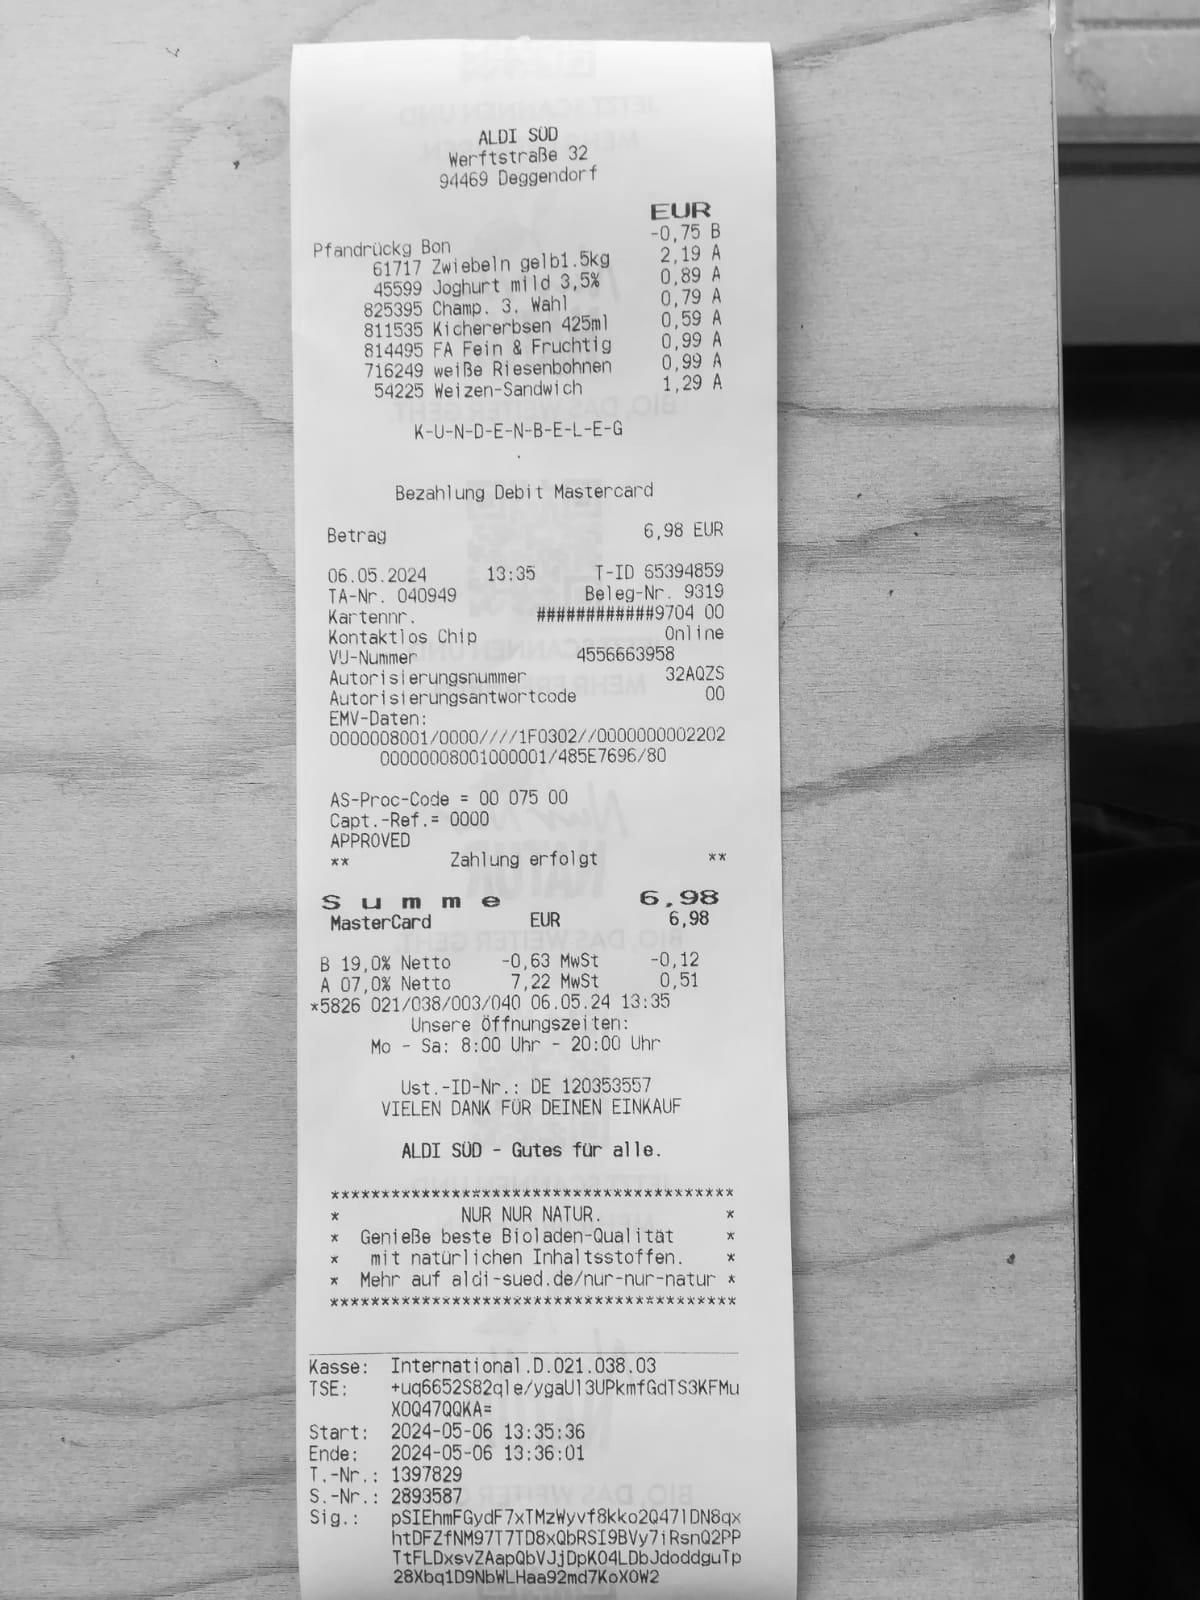 ALDI SÜD
Werftstraße 32
94469 Deggendorf
EUR
Pfandrückg Bon -0,75 B
61717 Zwiebeln gelb1.5kg 2,19 A
45599 Joghurt mild 3,5% 0,89 A
825395 Champ. 3. Wahl 0,79 A
811535 Kichererbsen 425ml 0,59 A
814495 FA Fein & Fruchtig 0,99 A
716249 weiße Riesenbohnen 0,99 A
54225 Weizen-Sandwich 1,29 A
K-U-N-D-E-N-B-E-L-E-G
Bezahlung Debit Mastercard
Betrag 6,98 EUR
06.05.2024 13:35 T-ID 65394859
TA-Nr. 040949 Beleg-Nr. 9319
Kartennr. ############9704 00
Kontaktlos Chip Online
VU-Nummer 4556663958
Autorisierungsnummer 32AQZS
Autorisierungsantwortcode 00
EMV-Daten:
0000008001/0000////1F0302//0000000002202
00000008001000001/485E7696/80
AS-Proc-Code = 00 075 00
Capt.-Ref.= 0000
APPROVED
** Zahlung erfolgt **
Summe 6,98
MasterCard EUR 6,98
B 19,0% Netto -0,63 MwSt -0,12
A 07,0% Netto 7,22 MwSt 0,51
*5826 021/038/003/040 06.05.24 13:35
Unsere Öffnungszeiten:
Mo - Sa: 8:00 Uhr - 20:00 Uhr
Ust.-ID-Nr.: DE 120353557
VIELEN DANK FÜR DEINEN EINKAUF
ALDI SÜD - Gutes für alle.
****************************************
* NUR NUR NATUR. *
* Genieße beste Bioladen-Qualität *
* mit natürlichen Inhaltsstoffen. *
* Mehr auf aldi-sued.de/nur-nur-natur *
****************************************
Kasse: International.D.021.038.03
TSE: +uq6652S82qle/ygaUl3UPkmfGdTS3KFMu
XOQ47QQKA=
Start: 2024-05-06 13:35:36
Ende: 2024-05-06 13:36:01
T.-Nr.: 1397829
S.-Nr.: 2893587
Sig.: pSIEhmFGydF7xTMzWyvf8kko2Q47lDN8qx
htDFZfNM97T7TD8xQbRSI9BVy7iRsnQ2PP
TtFLDxsvZAapQbVJjDpK04LDbJdoddguTp
28Xbq1D9NbWLHaa92md7KoXOW2